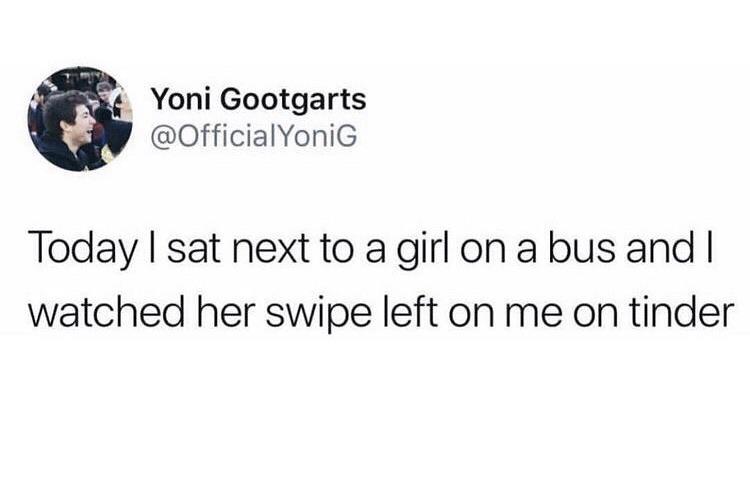 Yoni Gootgarts
@OfficialYoniG
Today I sat next to a girl on a bus and I
watched her swipe left on me on tinder